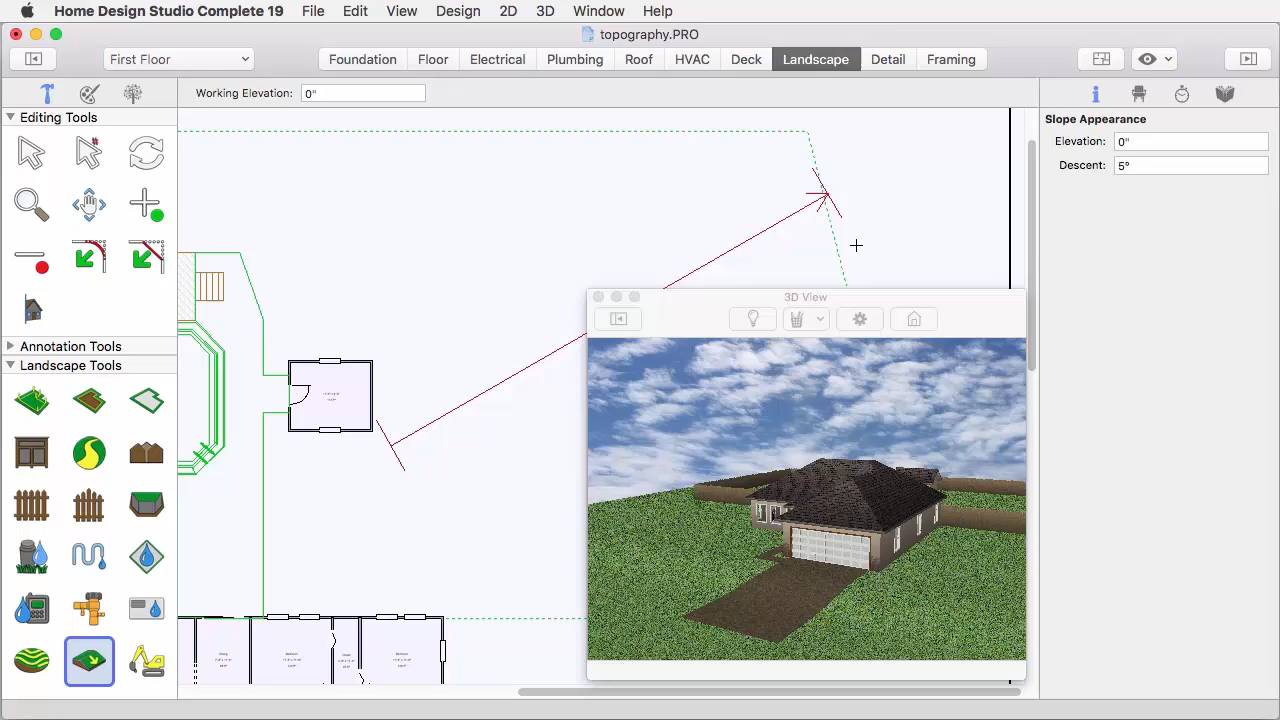 Home Design Studio Complete 19 File Edit View Design 2D 3D Window Help
topography.PRO
First Floor Foundation Floor Electrical Plumbing Roof HVAC Deck Landscape Detail Framing
Working Elevation: 0"
Editing Tools
Slope Appearance
Elevation: 0"
Descent: 5°
3D View
Annotation Tools
Landscape Tools